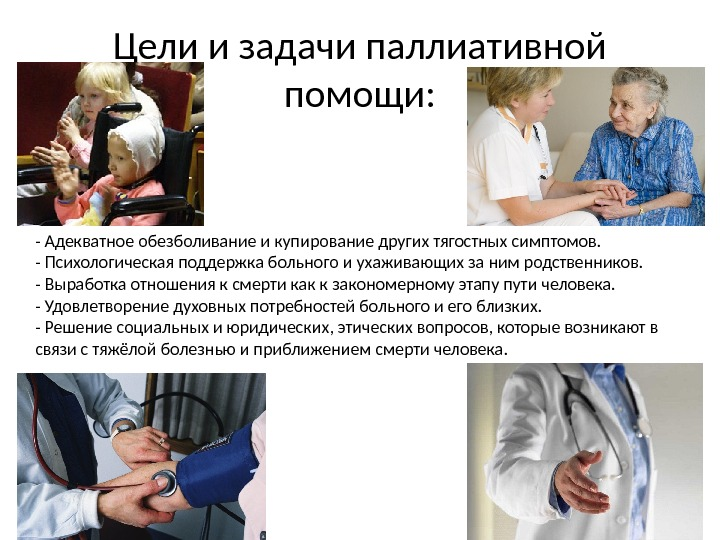 Цели и задачи паллиативной
помощи:
- Адекватное обезболивание и купирование других тягостных симптомов.
- Психологическая поддержка больного и ухаживающих за ним родственников.
- Выработка отношения к смерти как к закономерному этапу пути человека.
- Удовлетворение духовных потребностей больного и его близких.
- Решение социальных и юридических, этических вопросов, которые возникают в
связи с тяжёлой болезнью и приближением смерти человека.